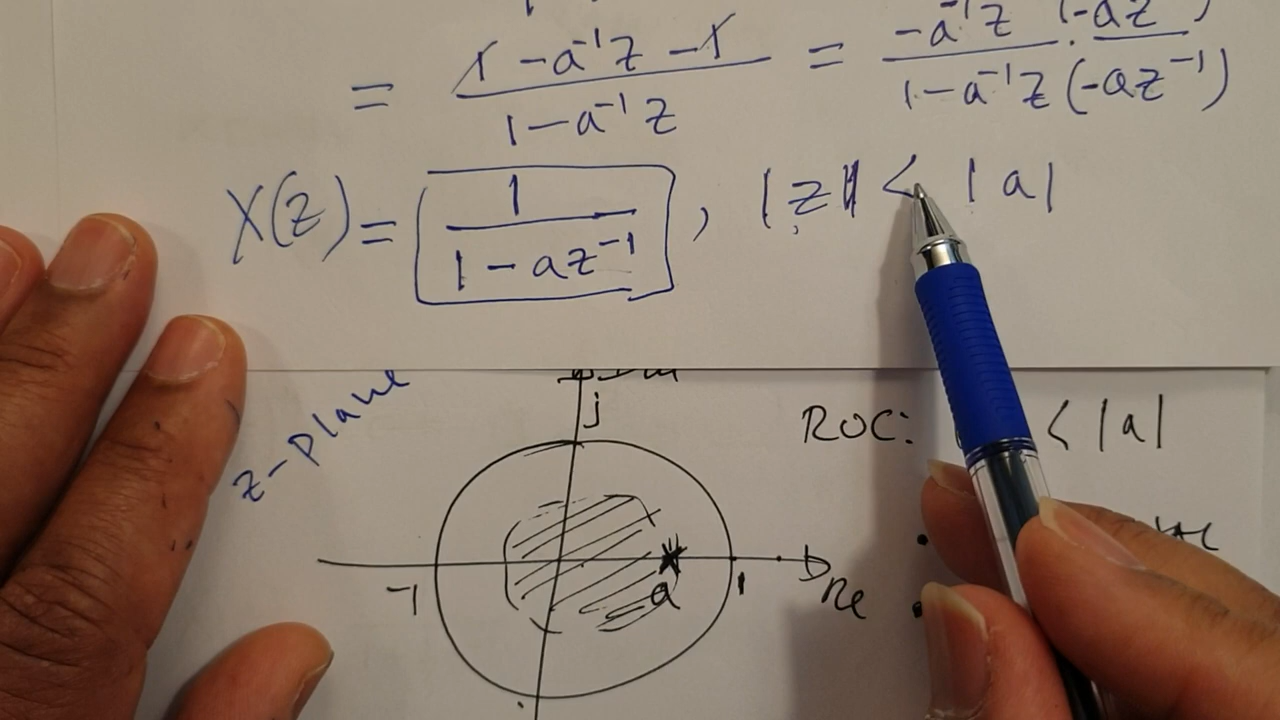 = (1 - a⁻¹z - 1) / (1 - a⁻¹z) = (-a⁻¹z) / (1 - a⁻¹z) · (-az⁻¹) / (-az⁻¹)
X(z) = 1 / (1 - az⁻¹) , |z| < |a|
z-plane
j
ROC: < |a|
-1
a
1
Re